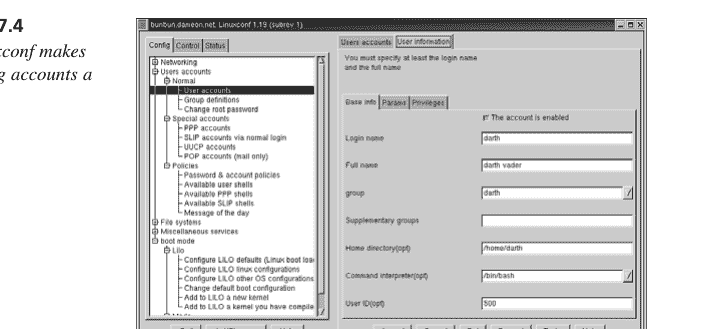 7.4
conf makes
g accounts a
bunbun.dameon.net, Linuxconf 1.19 (subrev 1)
Config Control Status
Networking
Users accounts
Normal
User accounts
Group definitions
Change root password
Special accounts
PPP accounts
SLIP accounts via normal login
UUCP accounts
POP accounts (mail only)
Policies
Password & account policies
Available user shells
Available PPP shells
Available SLIP shells
Message of the day
File systems
Miscellaneous services
boot mode
Lilo
Configure LILO defaults (Linux boot loa
Configure LILO linux configurations
Configure LILO other OS configurations
Change default boot configuration
Add to LILO a new kernel
Add to LILO a kernel you have compile
Users accounts User information
You must specify at least the login name
and the full name
Base info Params Privileges
The account is enabled
Login name darth
Full name darth vader
group darth
Supplementary groups
Home directory(opt) /home/darth
Command interpreter(opt) /bin/bash
User ID(opt) 500